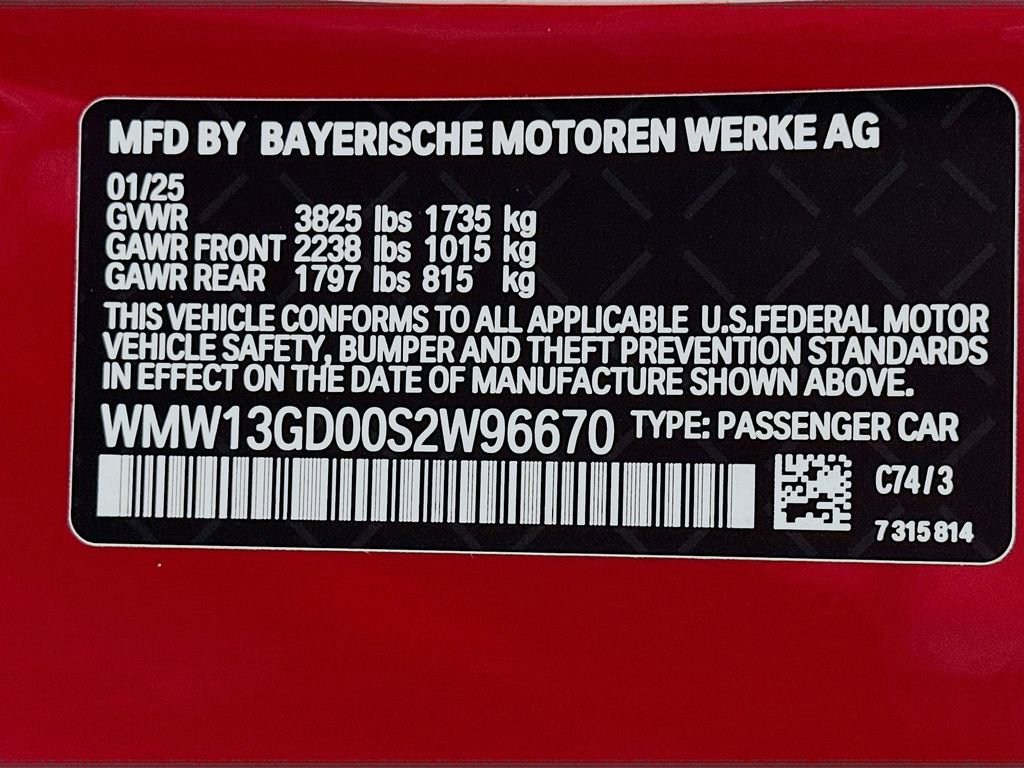 MFD BY BAYERISCHE MOTOREN WERKE AG
01/25
GVWR 3825 lbs 1735 kg
GAWR FRONT 2238 lbs 1015 kg
GAWR REAR 1797 lbs 815 kg
THIS VEHICLE CONFORMS TO ALL APPLICABLE U.S.FEDERAL MOTOR
VEHICLE SAFETY, BUMPER AND THEFT PREVENTION STANDARDS
IN EFFECT ON THE DATE OF MANUFACTURE SHOWN ABOVE.
WMW13GD00S2W96670 TYPE: PASSENGER CAR
C74/3
7315814